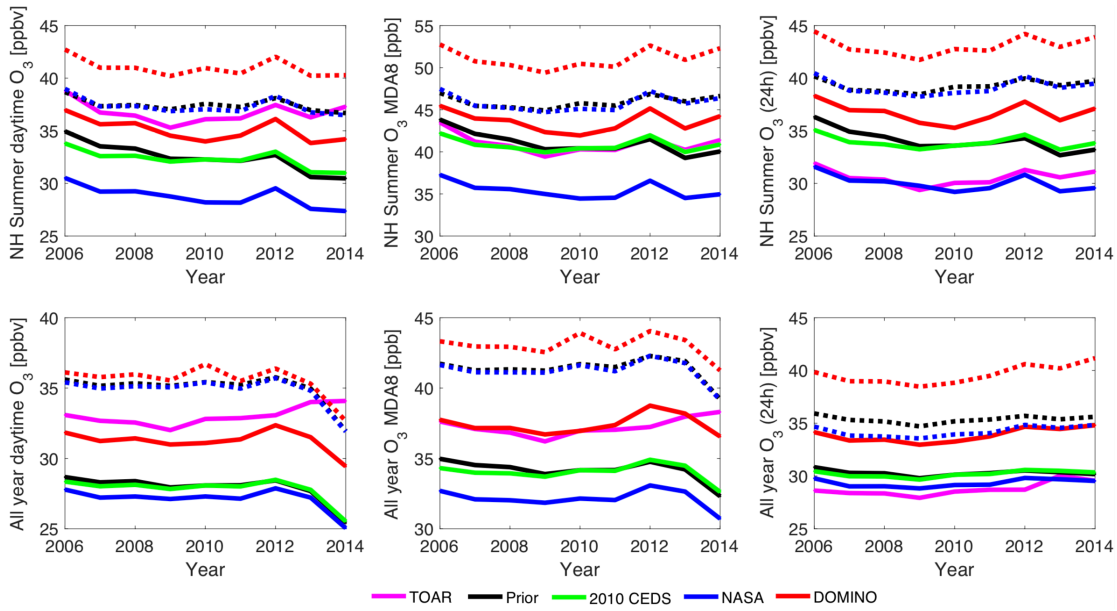 NH Summer daytime O3 [ppbv]
45
40
35
30
25
2006 2008 2010 2012 2014
Year
NH Summer O3 MDA8 [ppb]
55
50
45
40
35
30
2006 2008 2010 2012 2014
Year
NH Summer O3 (24h) [ppbv]
45
40
35
30
25
2006 2008 2010 2012 2014
Year
All year daytime O3 [ppbv]
40
35
30
25
2006 2008 2010 2012 2014
Year
All year O3 MDA8 [ppb]
45
40
35
30
2006 2008 2010 2012 2014
Year
All year O3 (24h) [ppbv]
45
40
35
30
25
2006 2008 2010 2012 2014
Year
TOAR Prior 2010 CEDS NASA DOMINO